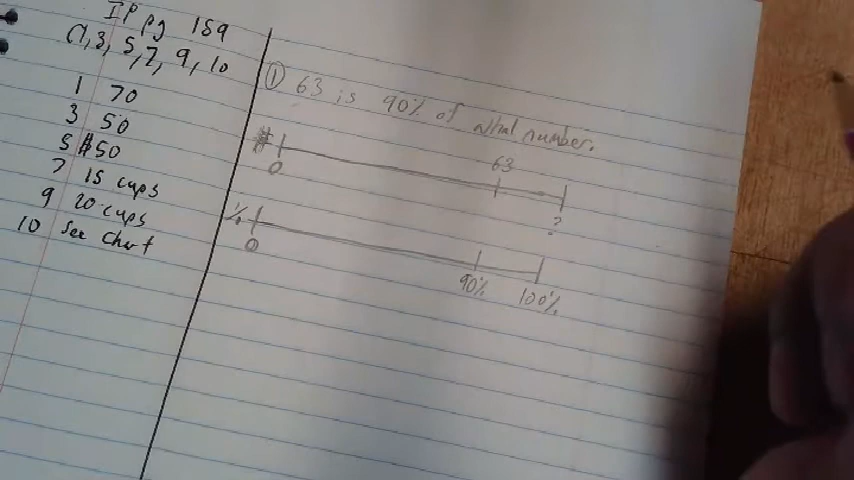 IP pg 159
(1, 3, 5, 7, 9, 10
1 70
3 50
5 $50
7 15 cups
9 20 cups
10 See Chart
① 63 is 90% of what number.
# 0 63 ?
% 0 90% 100%